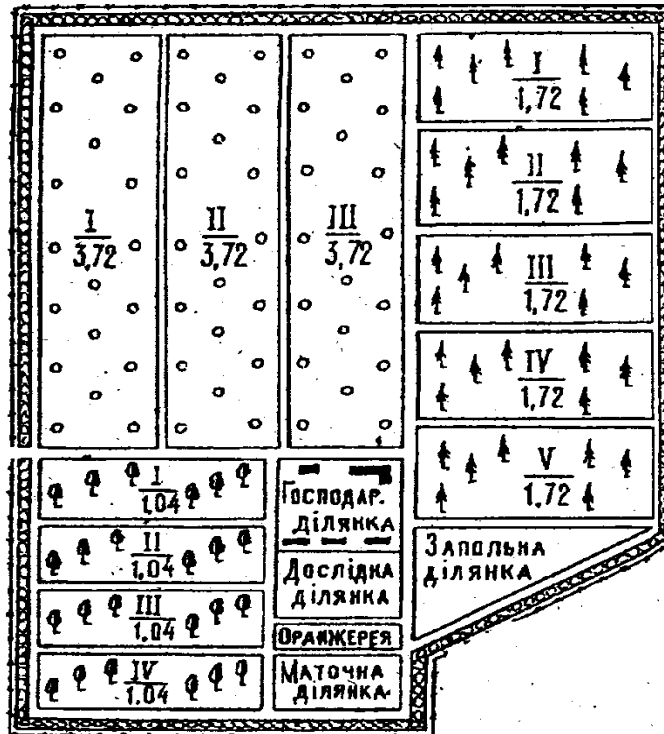 I
3,72
II
3,72
III
3,72
I
1,72
II
1,72
III
1,72
IV
1,72
V
1.72
I
1.04
II
1.04
III
1.04
IV
1.04
ГОСПОДАР.
ДІЛЯНКА
ДОСЛІДНА
ДІЛЯНКА
ОРАНЖЕРЕЯ
МАТОЧНА
ДІЛЯНКА
ЗАПОЛЬНА
ДІЛЯНКА